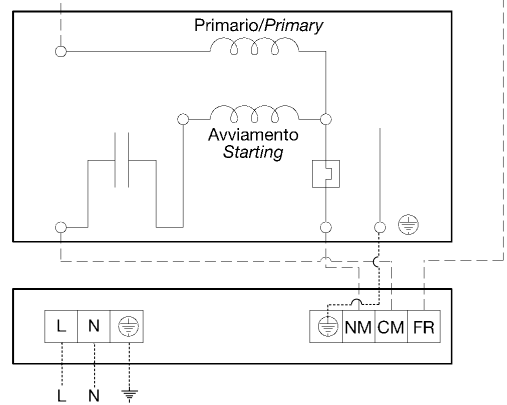 Primario/Primary
Avviamento
Starting
L N
NM CM FR
L N